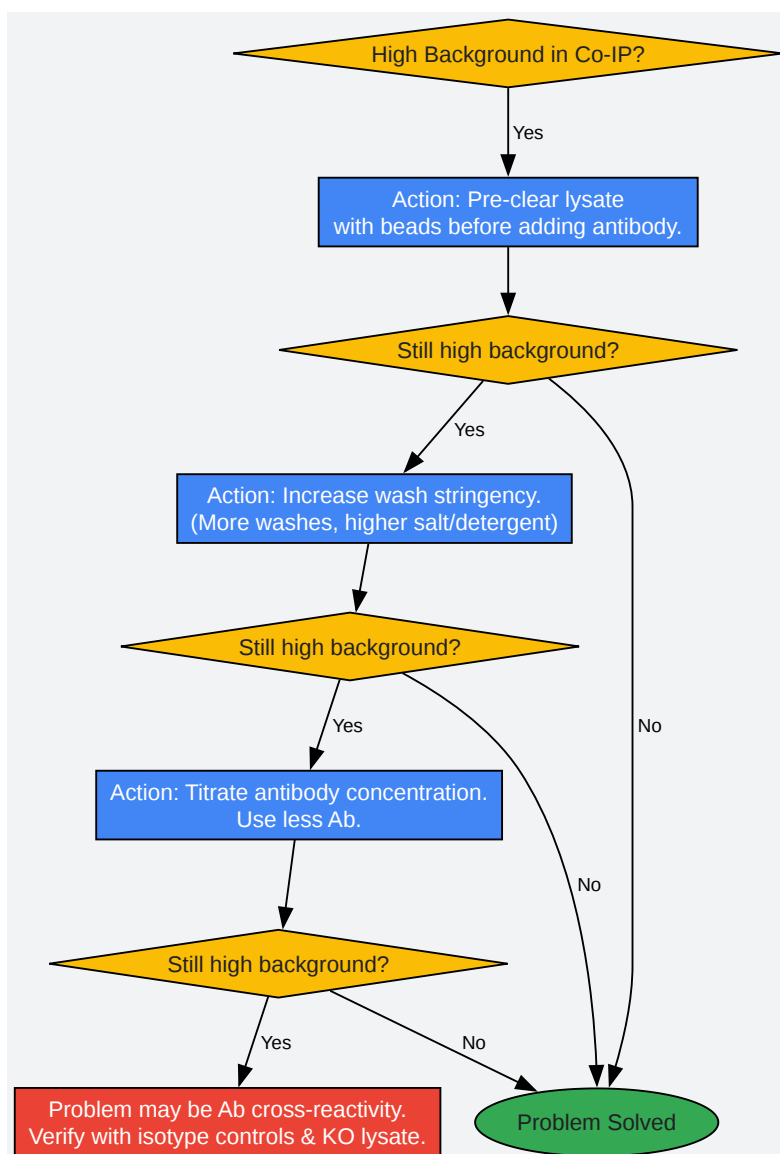 High Background in Co-IP?
Yes
Action: Pre-clear lysate
with beads before adding antibody.
Still high background?
Yes
Action: Increase wash stringency.
(More washes, higher salt/detergent)
Still high background?
Yes
No
Action: Titrate antibody concentration.
Use less Ab.
No
Still high background?
Yes
No
Problem may be Ab cross-reactivity.
Verify with isotype controls & KO lysate.
Problem Solved